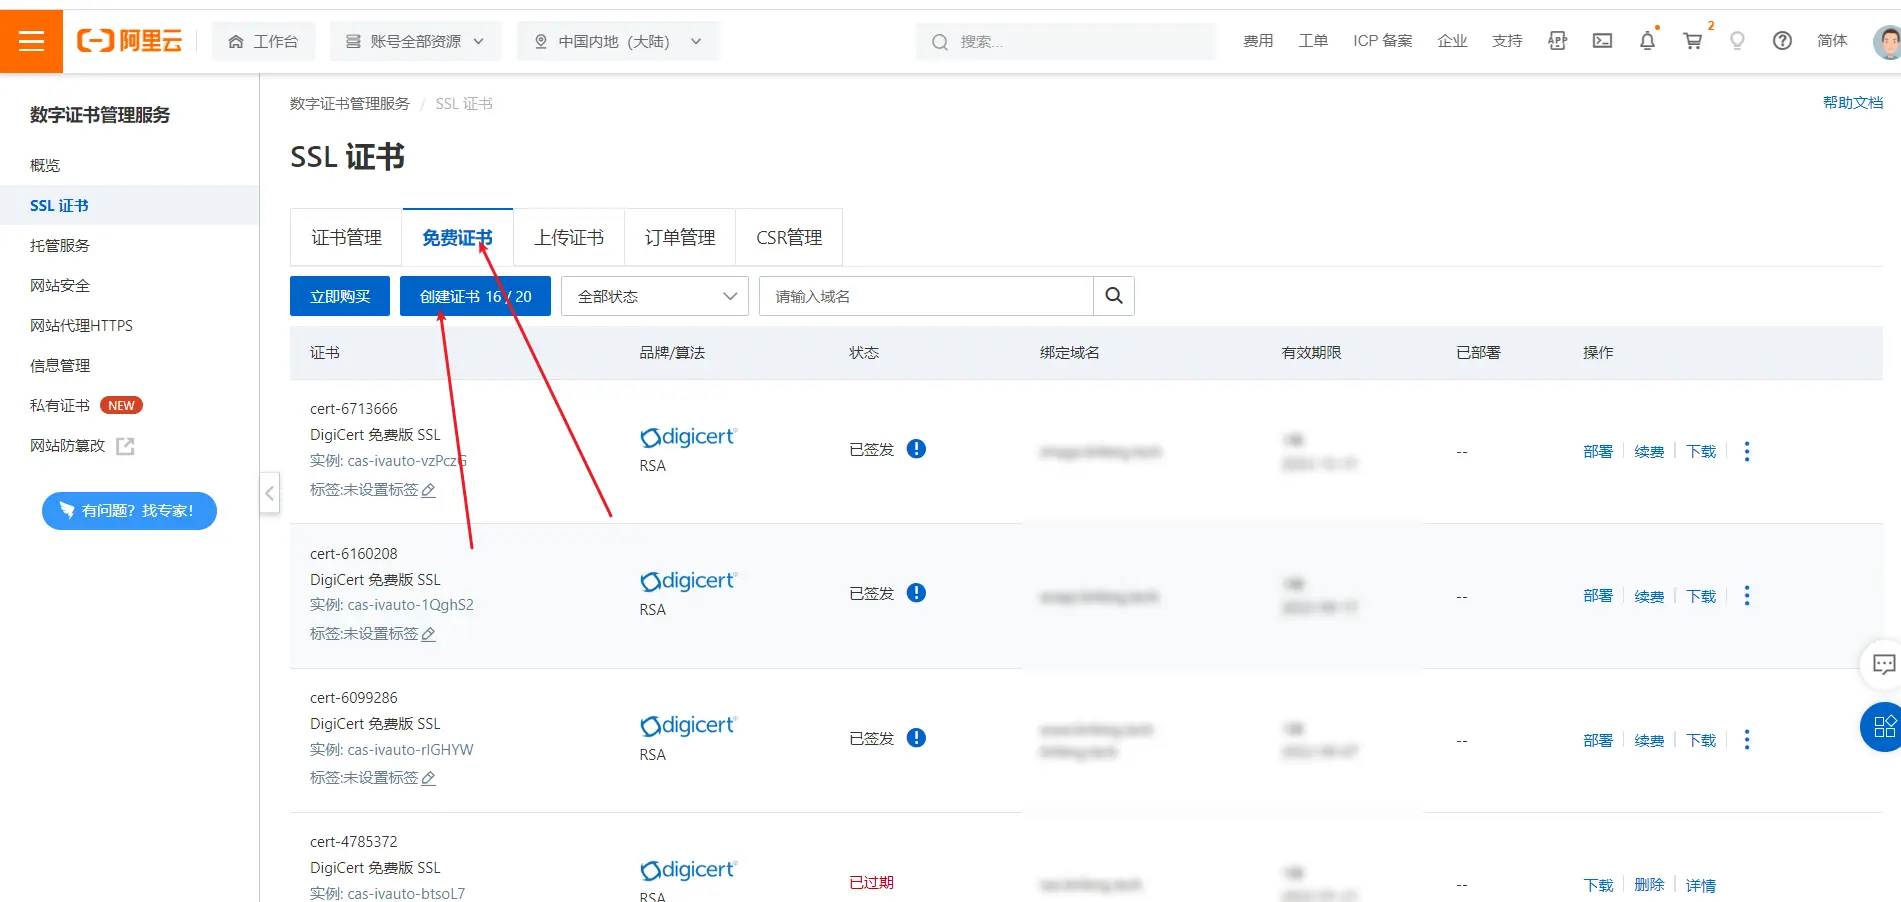 阿里云
工作台
账号全部资源
中国内地（大陆）
搜索...
费用
工单
ICP 备案
企业
支持
APP
2
简体
数字证书管理服务
概览
SSL 证书
托管服务
网站安全
网站代理HTTPS
信息管理
私有证书 NEW
网站防篡改
有问题？找专家!
数字证书管理服务 / SSL 证书
帮助文档
SSL 证书
证书管理
免费证书
上传证书
订单管理
CSR管理
立即购买
创建证书 16 / 20
全部状态
请输入域名
证书
品牌/算法
状态
绑定域名
有效期限
已部署
操作
cert-6713666
DigiCert 免费版 SSL
实例: cas-ivauto-vzPczG
标签:未设置标签
digicert
RSA
已签发
--
部署 续费 下载
cert-6160208
DigiCert 免费版 SSL
实例: cas-ivauto-1QghS2
标签:未设置标签
digicert
RSA
已签发
--
部署 续费 下载
cert-6099286
DigiCert 免费版 SSL
实例: cas-ivauto-rlGHYW
标签:未设置标签
digicert
RSA
已签发
--
部署 续费 下载
cert-4785372
DigiCert 免费版 SSL
实例: cas-ivauto-btsoL7
digicert
RSA
已过期
--
下载 删除 详情